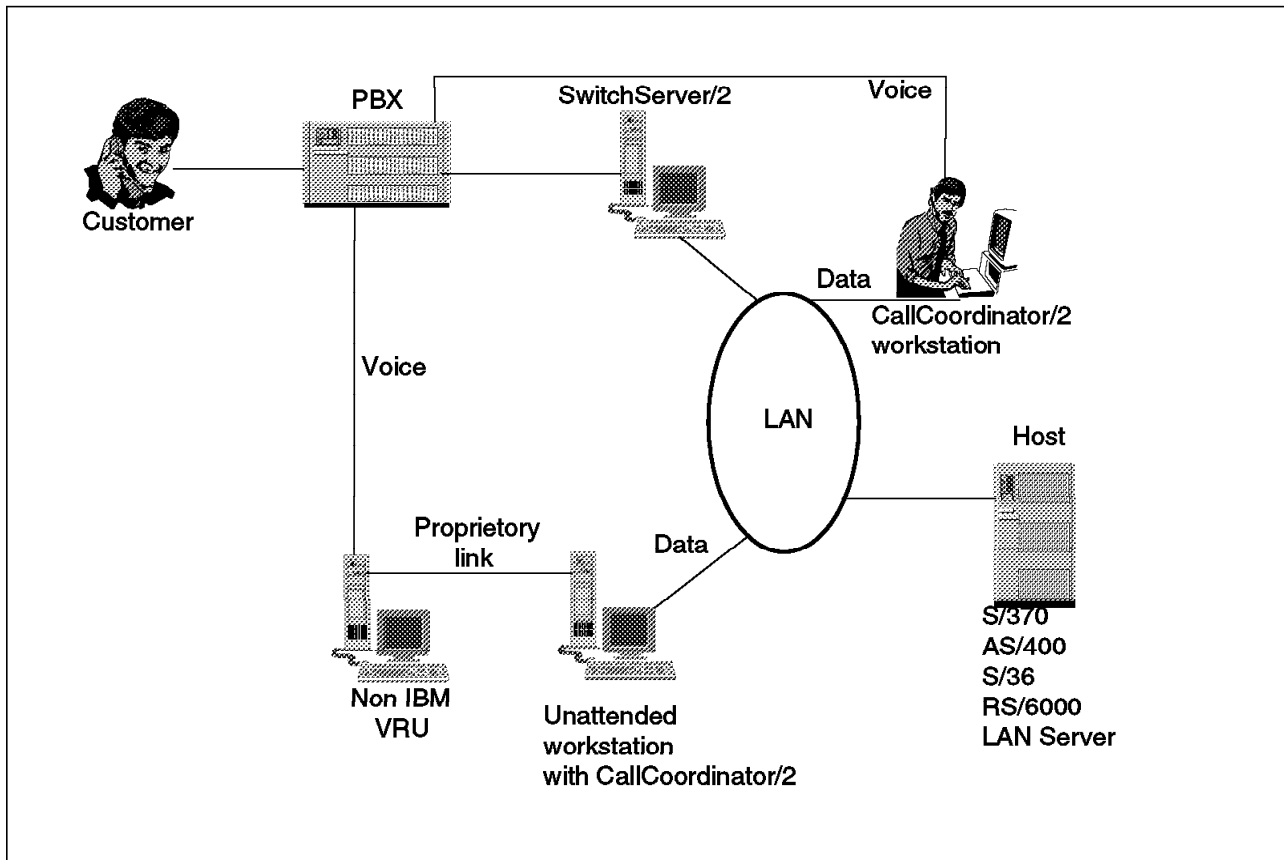 PBX
SwitchServer/2
Voice
Customer
Data
CallCoordinator/2
workstation
Voice
LAN
Host
Proprietory
link
Data
S/370
AS/400
S/36
RS/6000
LAN Server
Non IBM
VRU
Unattended
workstation
with CallCoordinator/2